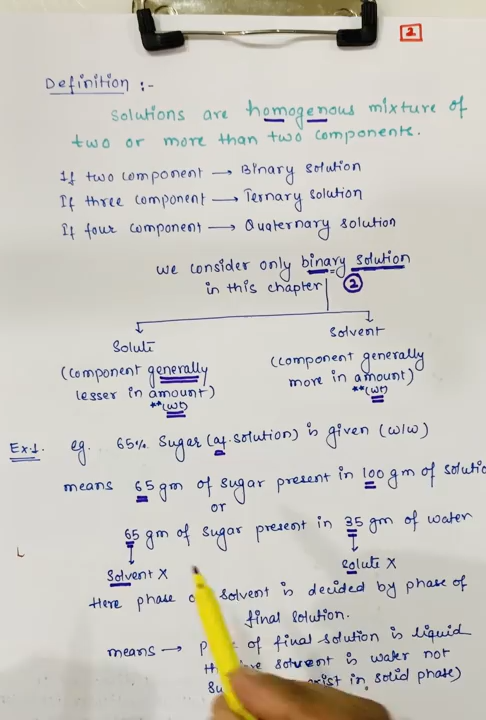 2
Definition :-
Solutions are homogenous mixture of
two or more than two components.
If two component → Binary solution
If three component → Ternary solution
If four component → Quaternary solution
we consider only binary solution
in this chapter 2
Solute
(component generally
lesser in amount)
**(wt)
Solvent
(component generally
more in amount)
**(wt)
Ex.1. eg. 65% Sugar (aq. solution) is given (w/w)
means 65 gm of sugar present in 100 gm of solutio
or
65 gm of sugar present in 35 gm of water
Solvent X
Solute X
Here phase of solvent is decided by phase of
final solution.
means → of final solution is liquid
solvent is water not
exist in solid phase)